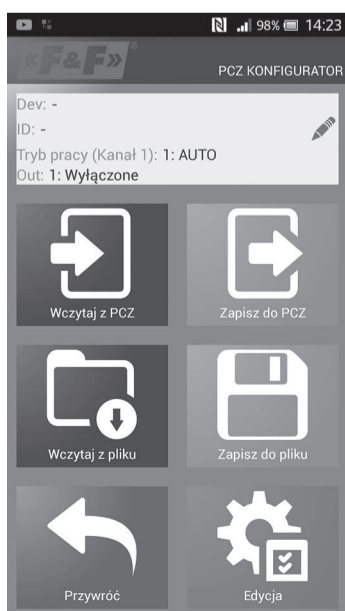 98% 14:23
«F&F»®
PCZ KONFIGURATOR
Dev: -
ID: -
Tryb pracy (Kanał 1): 1: AUTO
Out: 1: Wyłączone
Wczytaj z PCZ
Zapisz do PCZ
Wczytaj z pliku
Zapisz do pliku
Przywróć
Edycja